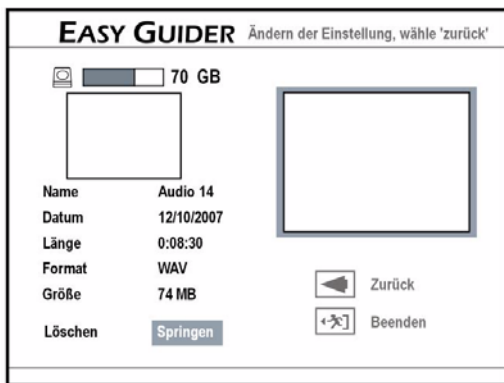 EASY GUIDER Ändern der Einstellung, wähle 'zurück'
70 GB
Name Audio 14
Datum 12/10/2007
Länge 0:08:30
Format WAV
Größe 74 MB
Löschen Springen
Zurück
Beenden